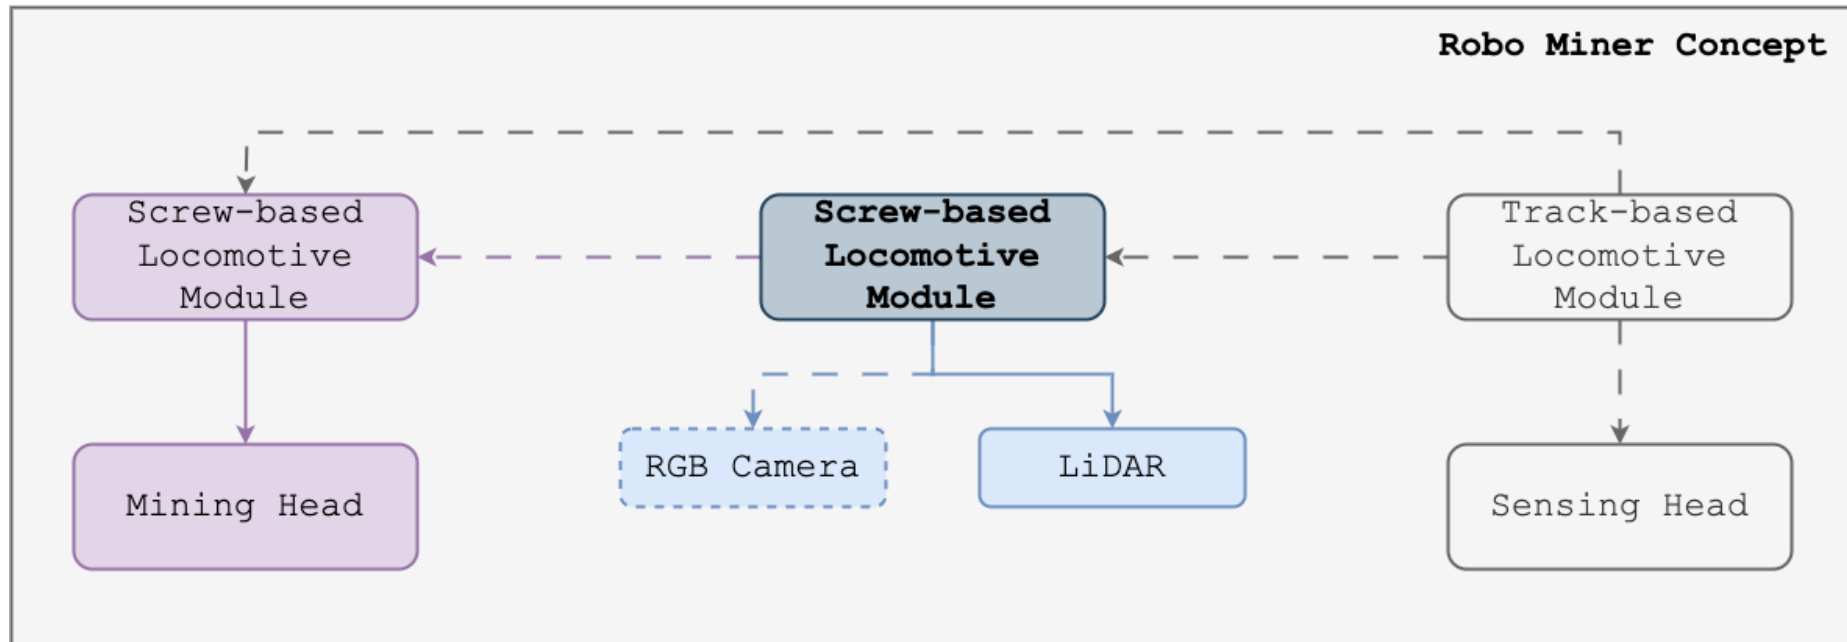 Robo Miner Concept
Screw-based
Locomotive
Module
Screw-based
Locomotive
Module
Track-based
Locomotive
Module
RGB Camera
LiDAR
Mining Head
Sensing Head